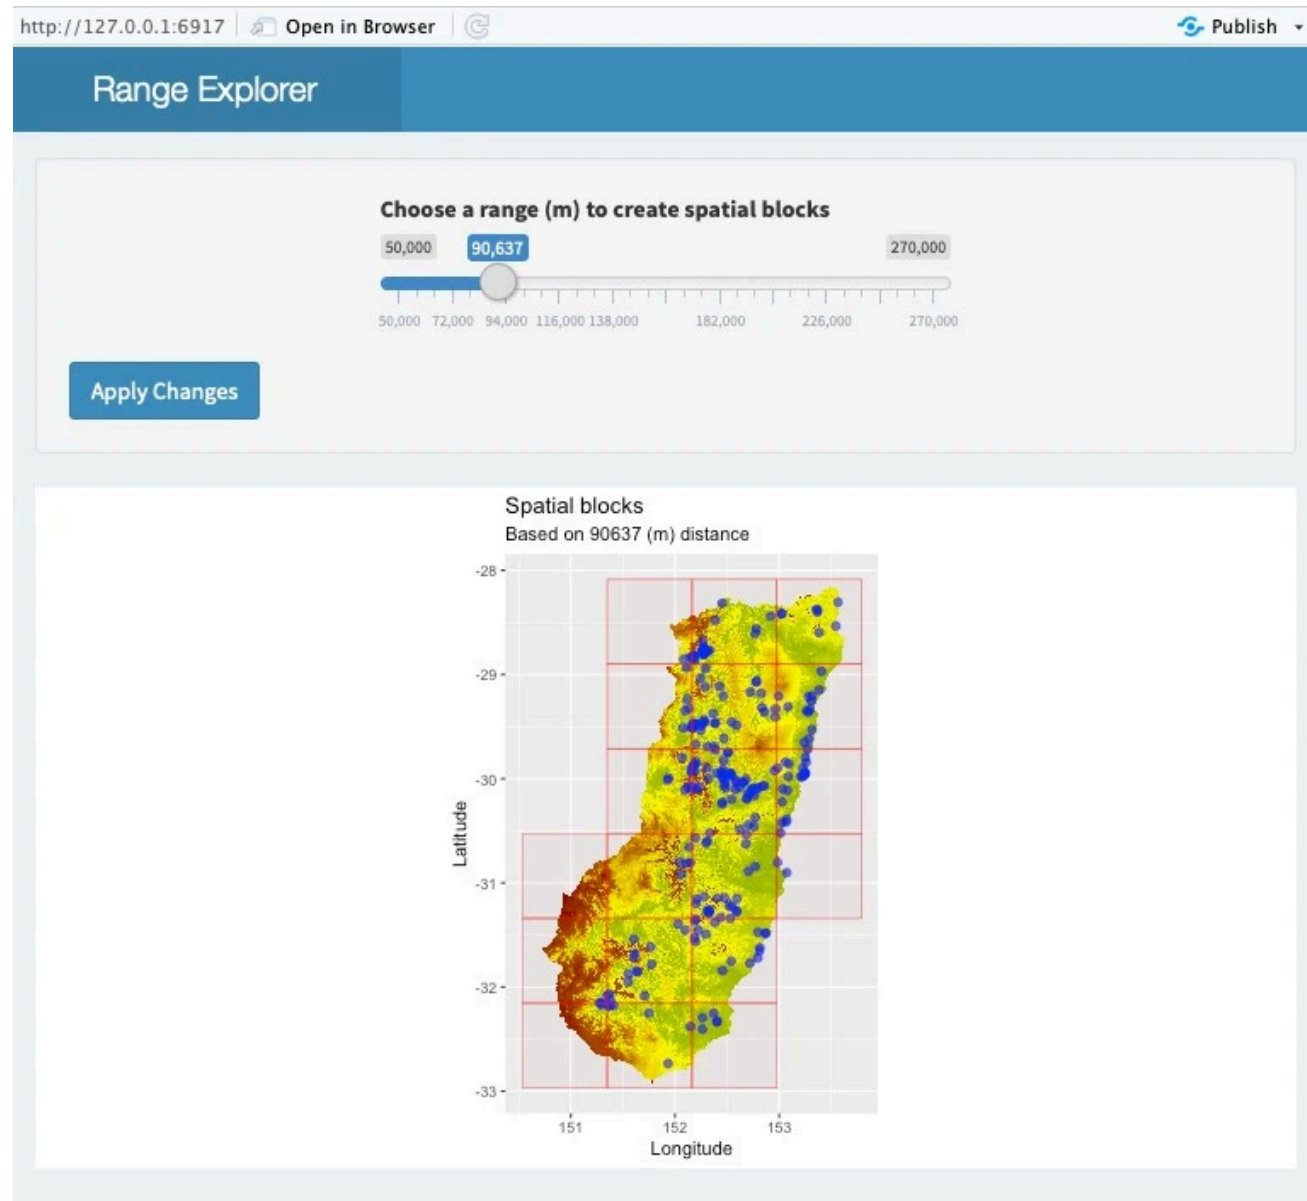 http://127.0.0.1:6917 Open in Browser Publish
Range Explorer
Choose a range (m) to create spatial blocks
50,000 90,637 270,000
50,000 72,000 94,000 116,000 138,000 182,000 226,000 270,000
Apply Changes
Spatial blocks
Based on 90637 (m) distance
-28
-29
-30
-31
-32
-33
Latitude
151 152 153
Longitude